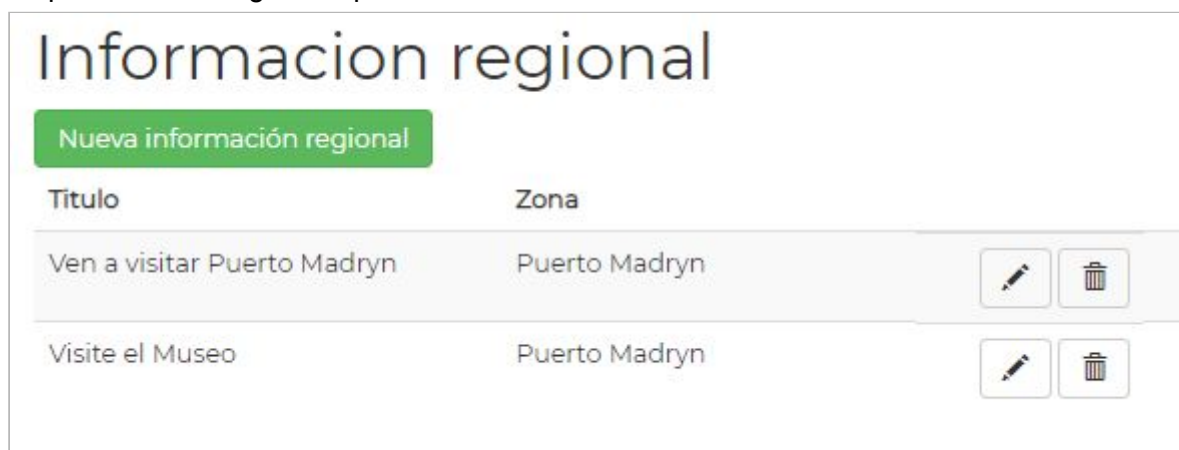 Informacion regional
Nueva información regional
Titulo Zona
Ven a visitar Puerto Madryn Puerto Madryn
Visite el Museo Puerto Madryn